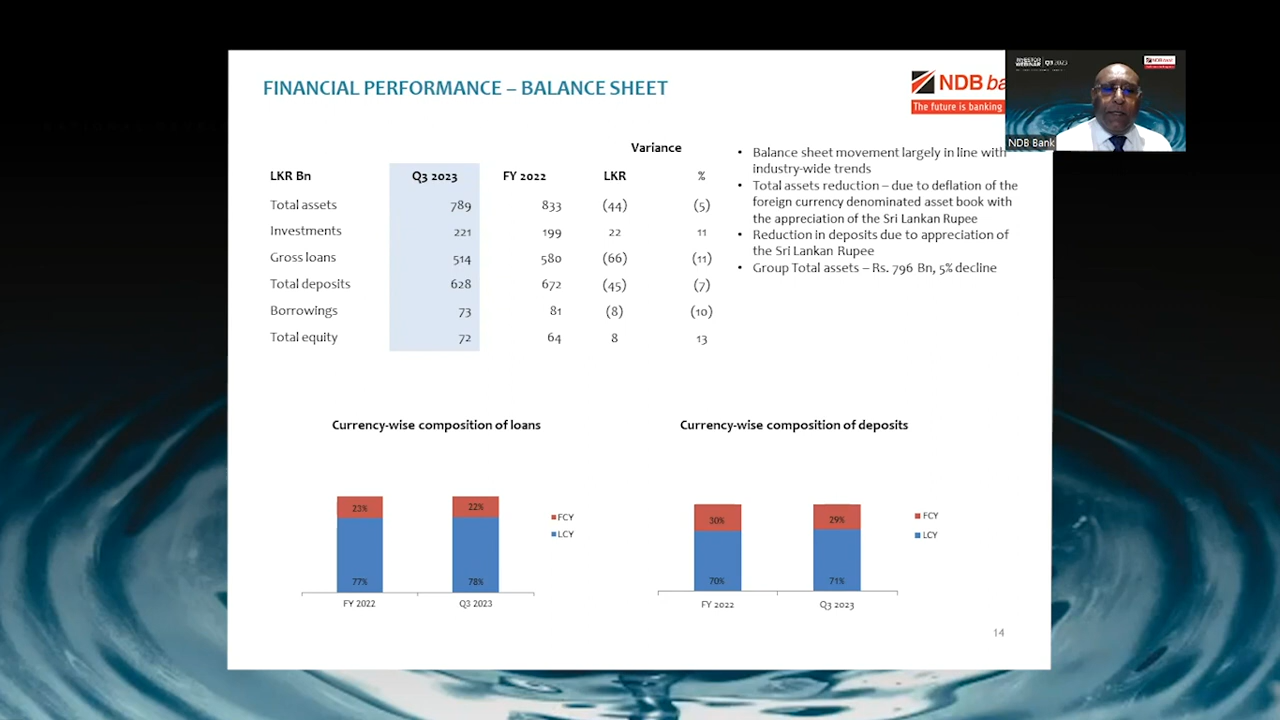 FINANCIAL PERFORMANCE – BALANCE SHEET
NDB ba
The future is banking
INVESTOR WEBINAR | Q3 2023
NDB bank
NDB Bank
Variance
LKR Bn Q3 2023 FY 2022 LKR %
Total assets 789 833 (44) (5)
Investments 221 199 22 11
Gross loans 514 580 (66) (11)
Total deposits 628 672 (45) (7)
Borrowings 73 81 (8) (10)
Total equity 72 64 8 13
• Balance sheet movement largely in line with
industry-wide trends
• Total assets reduction – due to deflation of the
foreign currency denominated asset book with
the appreciation of the Sri Lankan Rupee
• Reduction in deposits due to appreciation of
the Sri Lankan Rupee
• Group Total assets – Rs. 796 Bn, 5% decline
Currency-wise composition of loans
23% 22%
77% 78%
FCY
LCY
FY 2022 Q3 2023
Currency-wise composition of deposits
30% 29%
70% 71%
FCY
LCY
FY 2022 Q3 2023
14